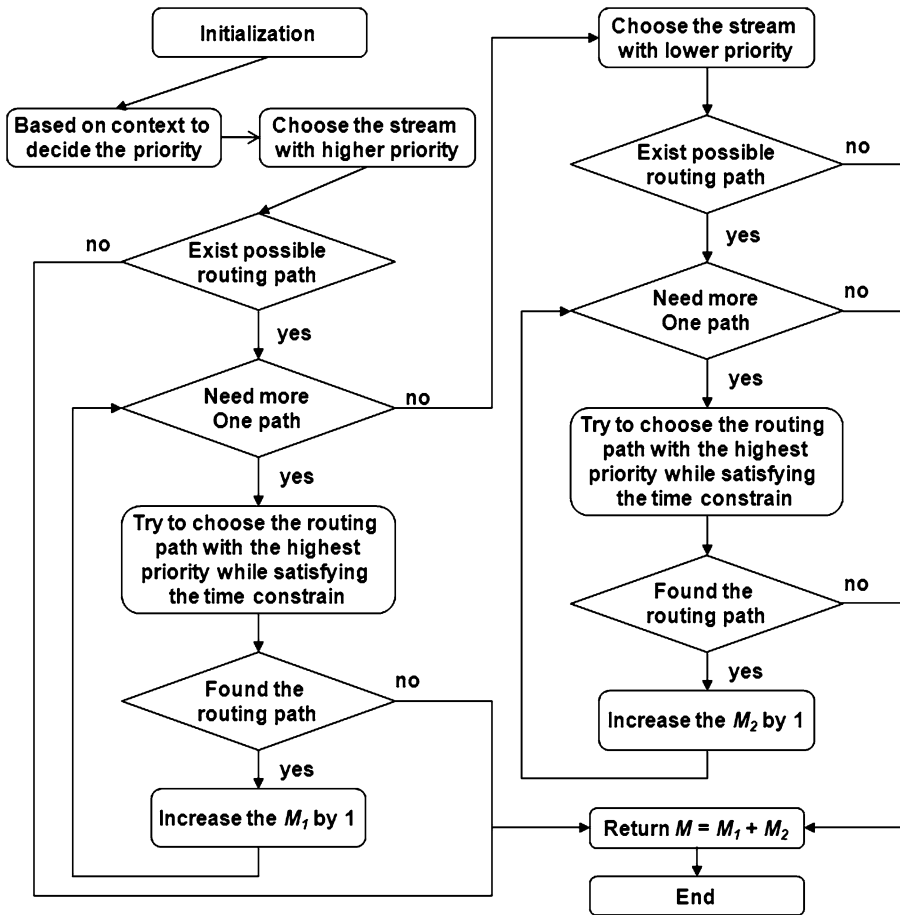 Initialization
Based on context to
decide the priority
Choose the stream
with higher priority
no
Exist possible
routing path
yes
Need more
One path
no
yes
Try to choose the routing
path with the highest
priority while satisfying
the time constrain
Found the
routing path
no
yes
Increase the M1 by 1
Choose the stream
with lower priority
Exist possible
routing path
no
yes
Need more
One path
no
yes
Try to choose the routing
path with the highest
priority while satisfying
the time constrain
Found the
routing path
no
yes
Increase the M2 by 1
Return M = M1 + M2
End